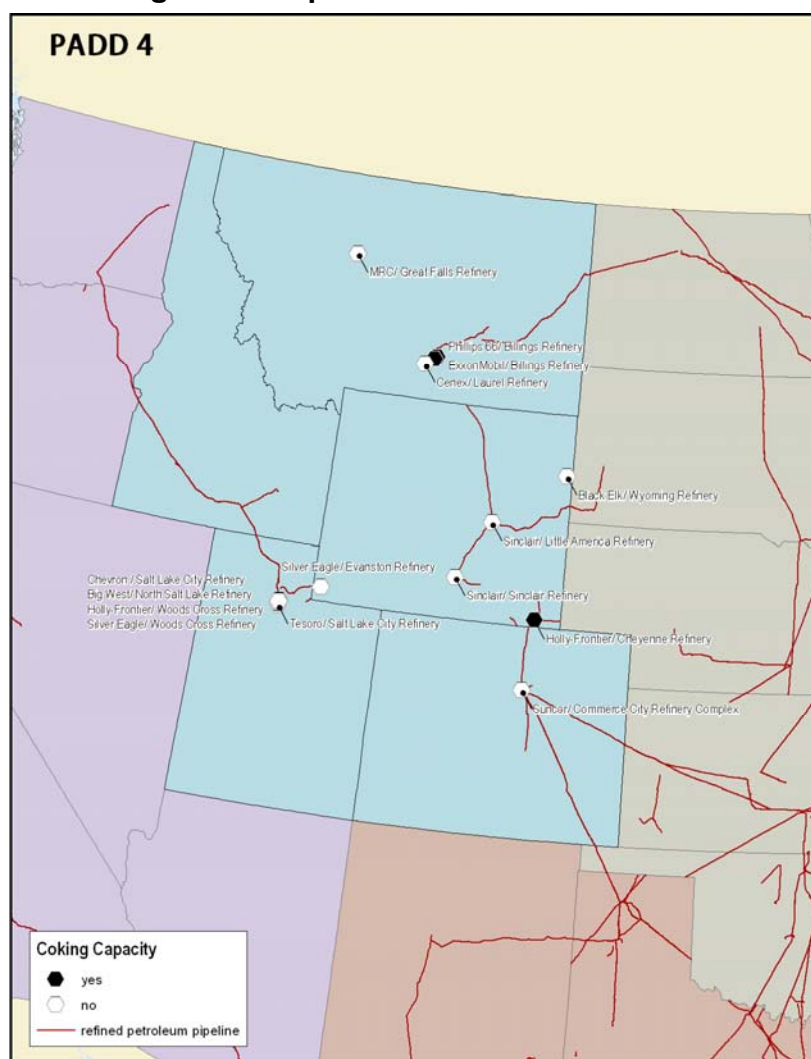 PADD 4
MRC/ Great Falls Refinery
Phillips 66/ Billings Refinery
ExxonMobil/ Billings Refinery
Cenex/ Laurel Refinery
Black Elk/ Wyoming Refinery
Sinclair/ Little America Refinery
Silver Eagle/ Evanston Refinery
Chevron/ Salt Lake City Refinery
Big West/ North Salt Lake Refinery
Holly-Frontier/ Woods Cross Refinery
Silver Eagle/ Woods Cross Refinery
Tesoro/ Salt Lake City Refinery
Sinclair/ Sinclair Refinery
Holly-Frontier/ Cheyenne Refinery
Suncor/ Commerce City Refinery Complex
Coking Capacity
yes
no
refined petroleum pipeline